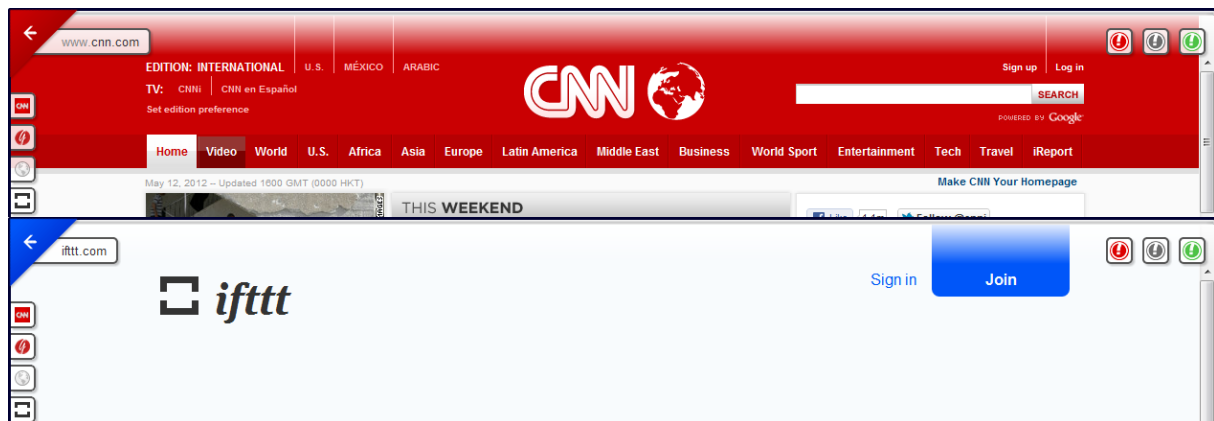 www.cnn.com
EDITION: INTERNATIONAL U.S. MÉXICO ARABIC
TV: CNNi CNN en Español
Set edition preference
CNN
Sign up Log in
SEARCH
POWERED BY Google
CNN
Home Video World U.S. Africa Asia Europe Latin America Middle East Business World Sport Entertainment Tech Travel iReport
May 12, 2012 – Updated 1600 GMT (0000 HKT)
Make CNN Your Homepage
THIS WEEKEND
ifttt.com
ifttt
Sign in
Join
CNN